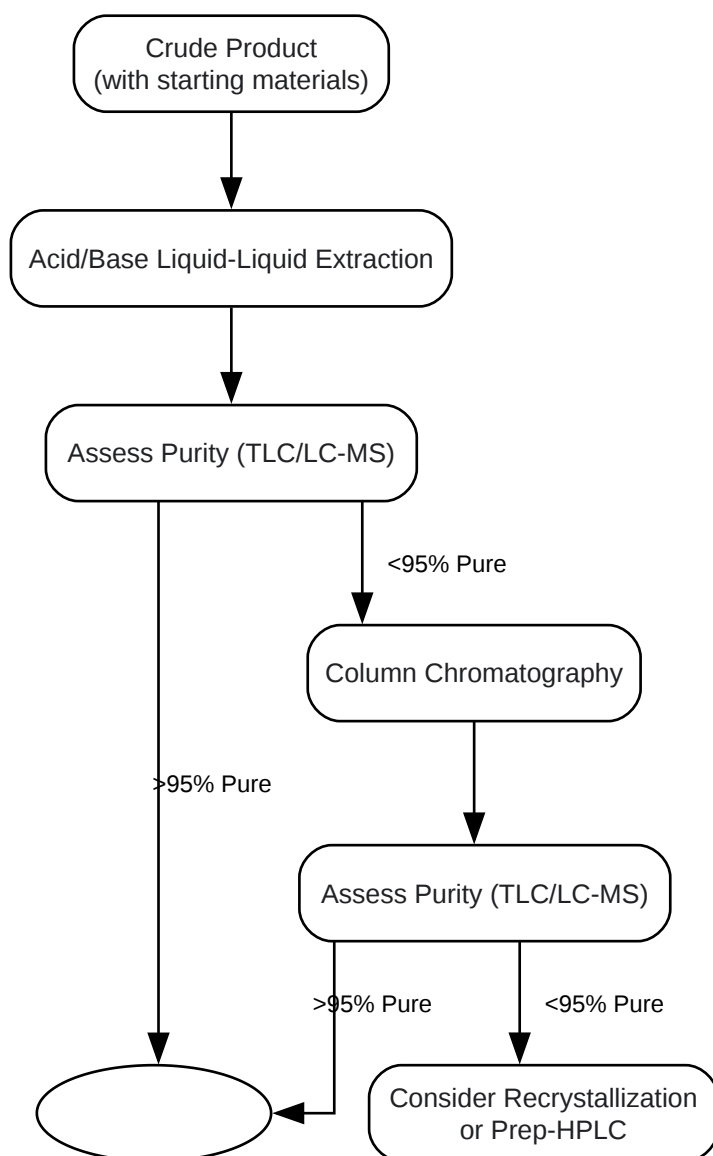 Crude Product
(with starting materials)
Acid/Base Liquid-Liquid Extraction
Assess Purity (TLC/LC-MS)
<95% Pure
Column Chromatography
>95% Pure
Assess Purity (TLC/LC-MS)
>95% Pure
<95% Pure
Consider Recrystallization
or Prep-HPLC